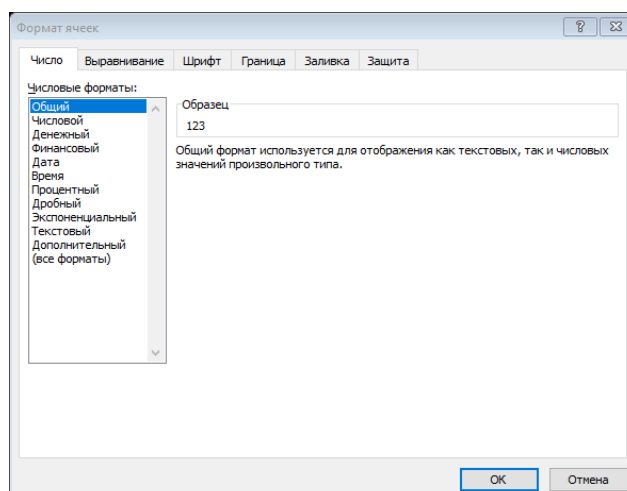 Формат ячеек
Число Выравнивание Шрифт Граница Заливка Защита
Числовые форматы:
Общий
Числовой
Денежный
Финансовый
Дата
Время
Процентный
Дробный
Экспоненциальный
Текстовый
Дополнительный
(все форматы)
Образец
123
Общий формат используется для отображения как текстовых, так и числовых
значений произвольного типа.
ОК Отмена